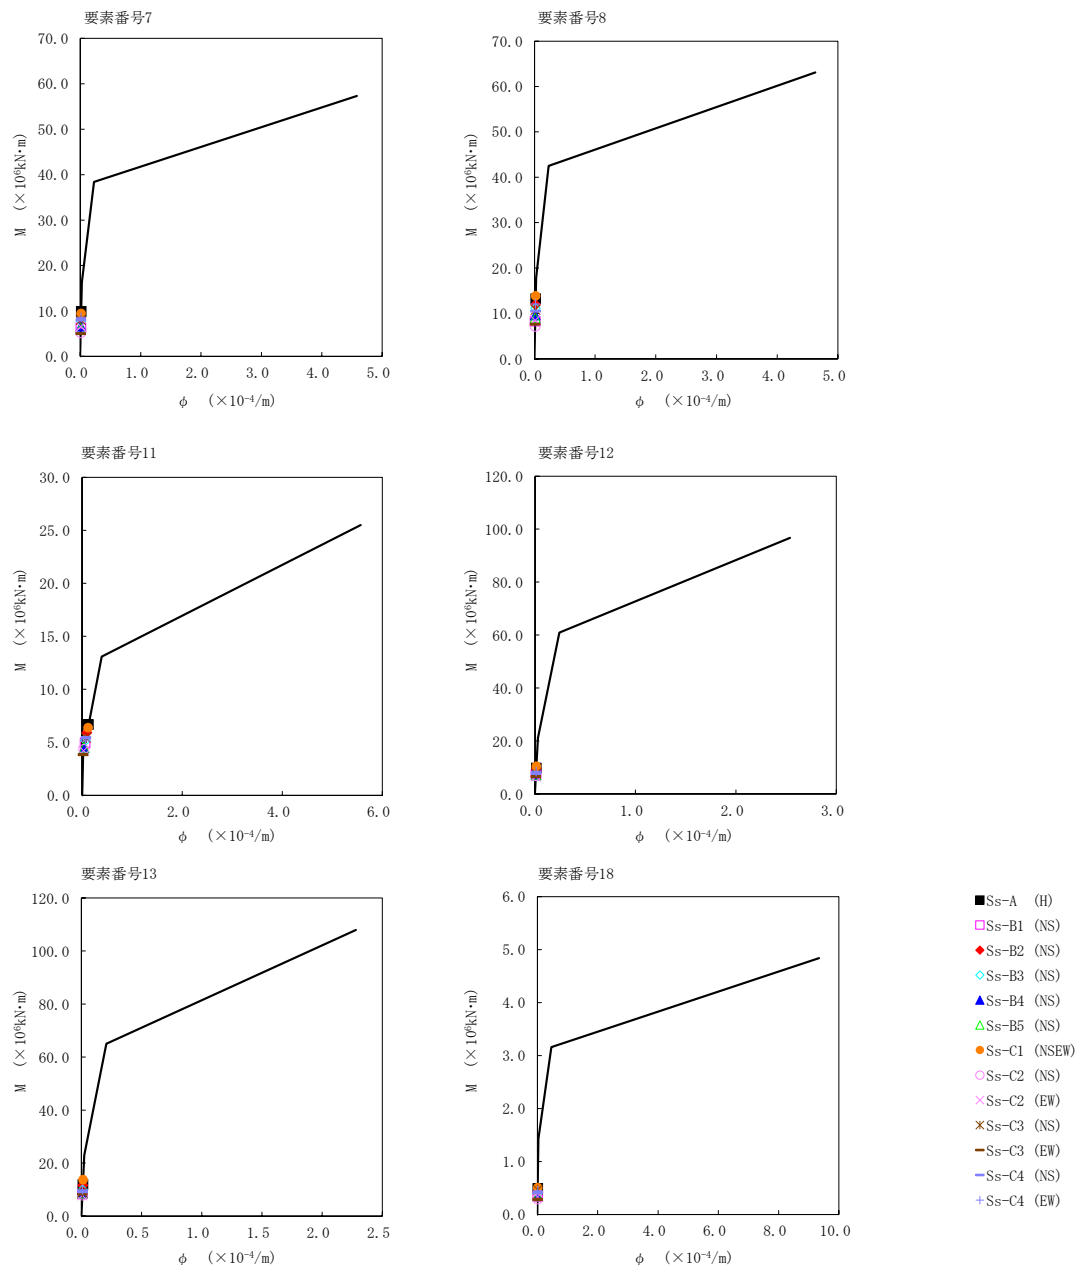 要素番号7
70.0
60.0
50.0
40.0
30.0
20.0
10.0
0.0
M (×10⁶kN・m)
0.0 1.0 2.0 3.0 4.0 5.0
φ (×10⁻⁴/m)
要素番号8
70.0
60.0
50.0
40.0
30.0
20.0
10.0
0.0
M (×10⁶kN・m)
0.0 1.0 2.0 3.0 4.0 5.0
φ (×10⁻⁴/m)
要素番号11
30.0
25.0
20.0
15.0
10.0
5.0
0.0
M (×10⁶kN・m)
0.0 2.0 4.0 6.0
φ (×10⁻⁴/m)
要素番号12
120.0
100.0
80.0
60.0
40.0
20.0
0.0
M (×10⁶kN・m)
0.0 1.0 2.0 3.0
φ (×10⁻⁴/m)
要素番号13
120.0
100.0
80.0
60.0
40.0
20.0
0.0
M (×10⁶kN・m)
0.0 0.5 1.0 1.5 2.0 2.5
φ (×10⁻⁴/m)
要素番号18
6.0
5.0
4.0
3.0
2.0
1.0
0.0
M (×10⁶kN・m)
0.0 2.0 4.0 6.0 8.0 10.0
φ (×10⁻⁴/m)
Ss-A (H)
Ss-B1 (NS)
Ss-B2 (NS)
Ss-B3 (NS)
Ss-B4 (NS)
Ss-B5 (NS)
Ss-C1 (NSEW)
Ss-C2 (NS)
Ss-C2 (EW)
Ss-C3 (NS)
Ss-C3 (EW)
Ss-C4 (NS)
Ss-C4 (EW)